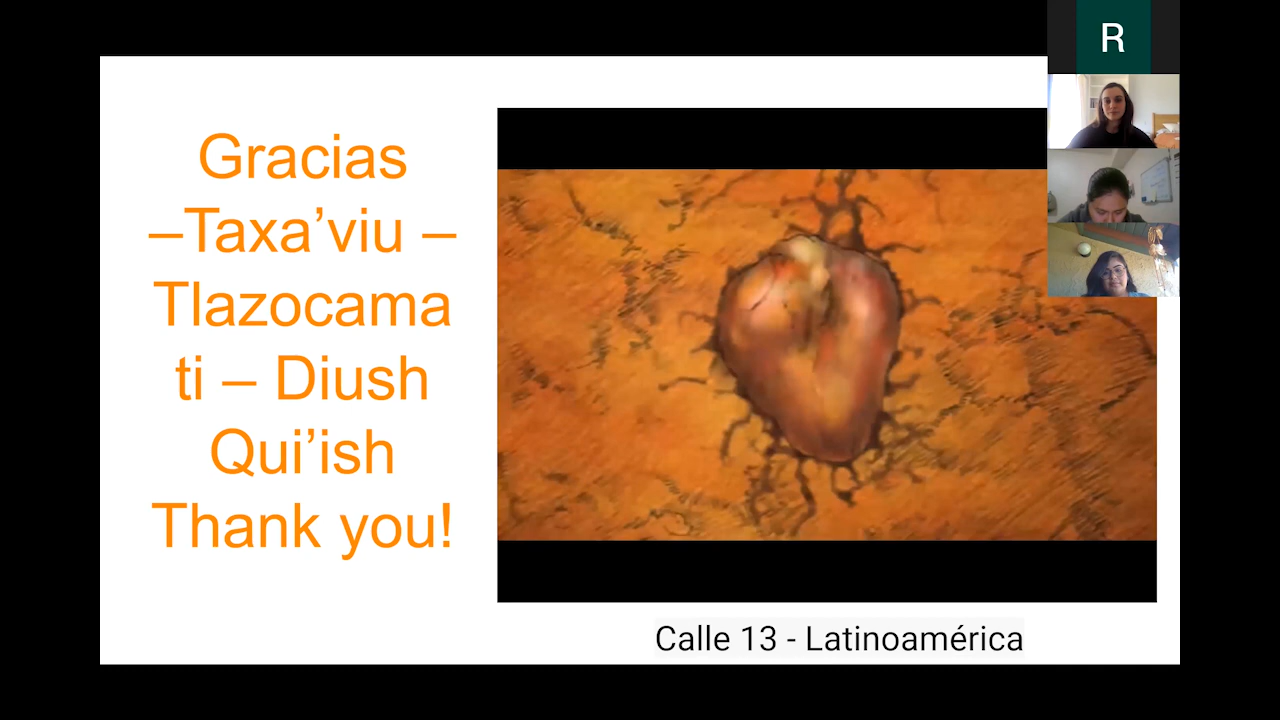 Gracias
–Taxa’viu –
Tlazocama
ti – Diush
Qui’ish
Thank you!
R
Calle 13 - Latinoamérica